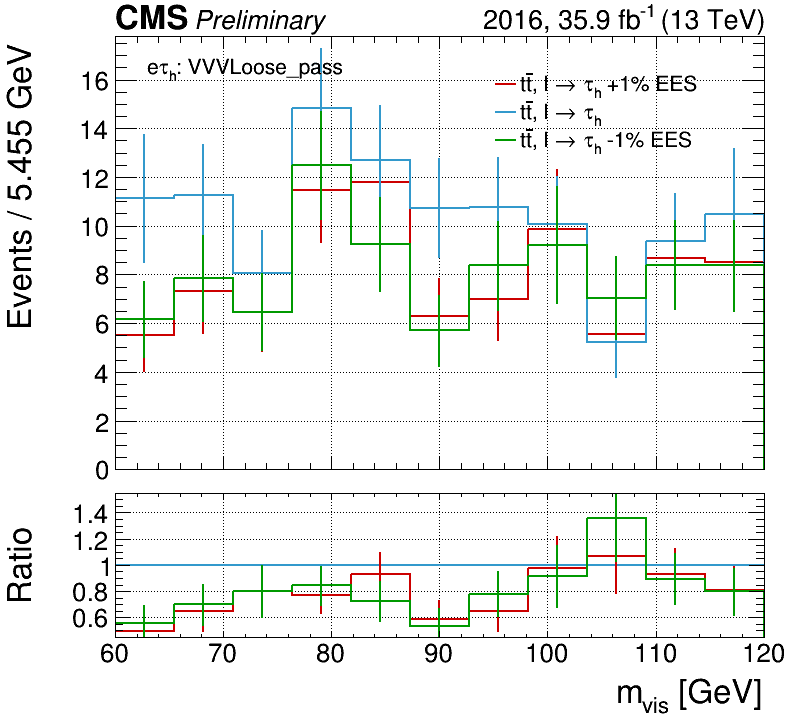 CMS Preliminary 2016, 35.9 fb⁻¹ (13 TeV)
eτₕ: VVVLoose_pass
tt̄, l → τₕ +1% EES
tt̄, l → τₕ
tt̄, l → τₕ -1% EES
Events / 5.455 GeV
16
14
12
10
8
6
4
2
0
Ratio
1.4
1.2
1
0.8
0.6
60 70 80 90 100 110 120
m_vis [GeV]